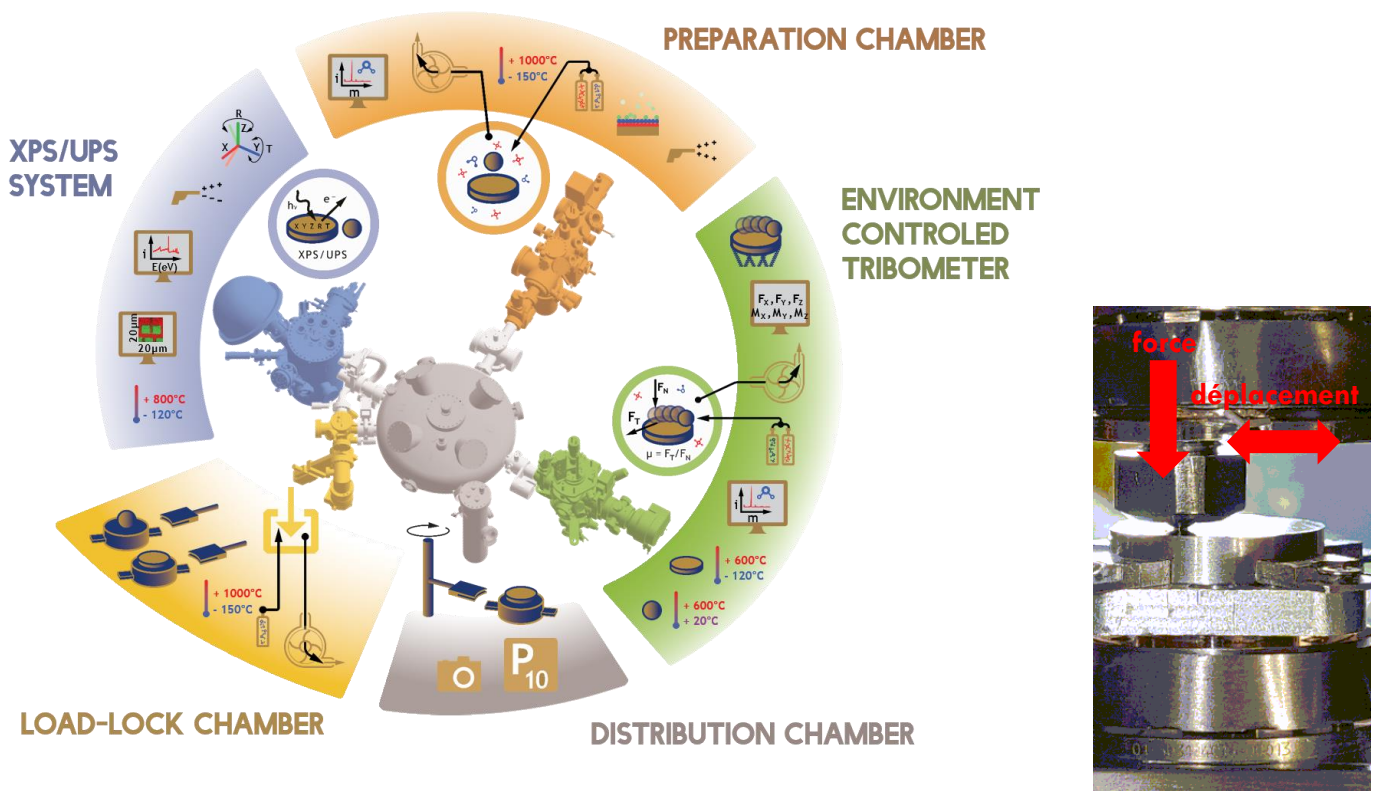 PREPARATION CHAMBER
i
m
+ 1000°C
- 150°C
XPS/UPS
SYSTEM
R
Z
X
Y
T
+++
---
i
E(eV)
20µm
20µm
+ 800°C
- 120°C
hν
e⁻
X Y Z R T
XPS/UPS
ENVIRONMENT
CONTROLED
TRIBOMETER
Fx, Fy, Fz
Mx, My, Mz
FN
FT
µ = FT/FN
i
m
+ 600°C
- 120°C
+ 600°C
+ 20°C
+ 1000°C
- 150°C
LOAD-LOCK CHAMBER
P10
DISTRIBUTION CHAMBER
force
déplacement